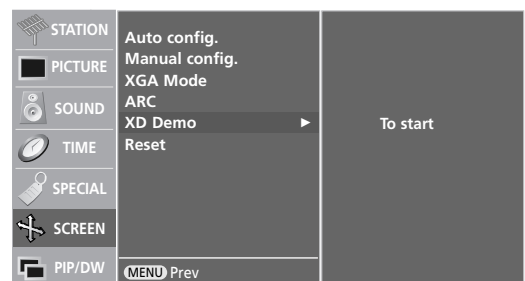 STATION
PICTURE
SOUND
TIME
SPECIAL
SCREEN
PIP/DW
Auto config.
Manual config.
XGA Mode
ARC
XD Demo ►
Reset
MENU Prev
To start